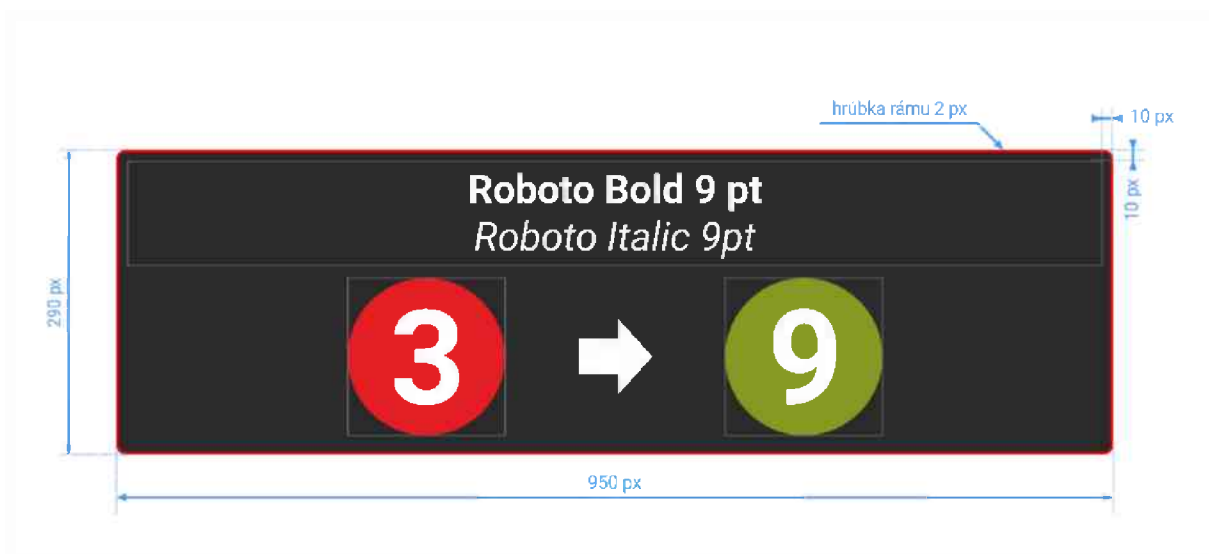 hrúbka rámu 2 px
10 px
10 px
Roboto Bold 9 pt
Roboto Italic 9pt
290 px
3
9
950 px